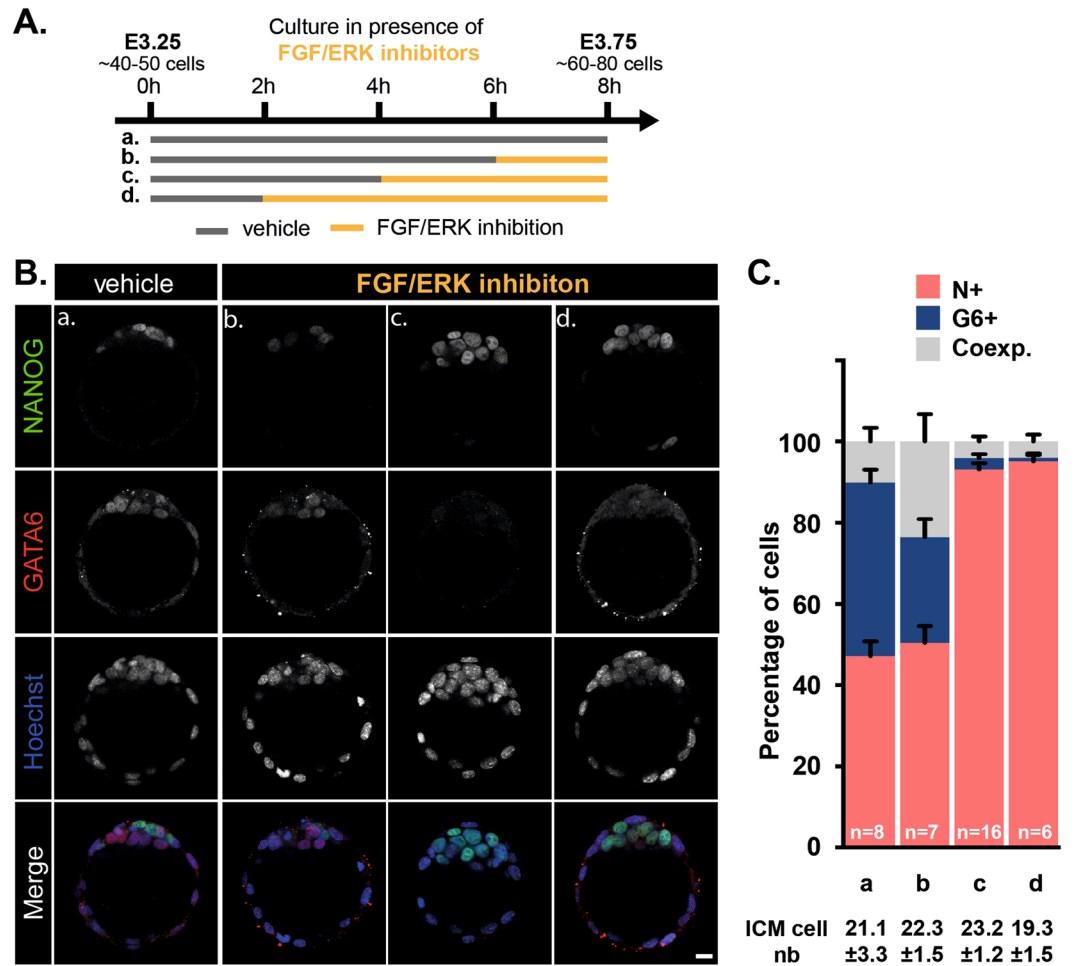 A.
Culture in presence of
FGF/ERK inhibitors
E3.25
~40-50 cells
E3.75
~60-80 cells
0h 2h 4h 6h 8h
a.
b.
c.
d.
vehicle FGF/ERK inhibition
B.
vehicle FGF/ERK inhibiton
a. b. c. d.
NANOG
GATA6
Hoechst
Merge
C.
N+
G6+
Coexp.
Percentage of cells
100
80
60
40
20
0
n=8 n=7 n=16 n=6
a b c d
ICM cell 21.1 22.3 23.2 19.3
nb ±3.3 ±1.5 ±1.2 ±1.5